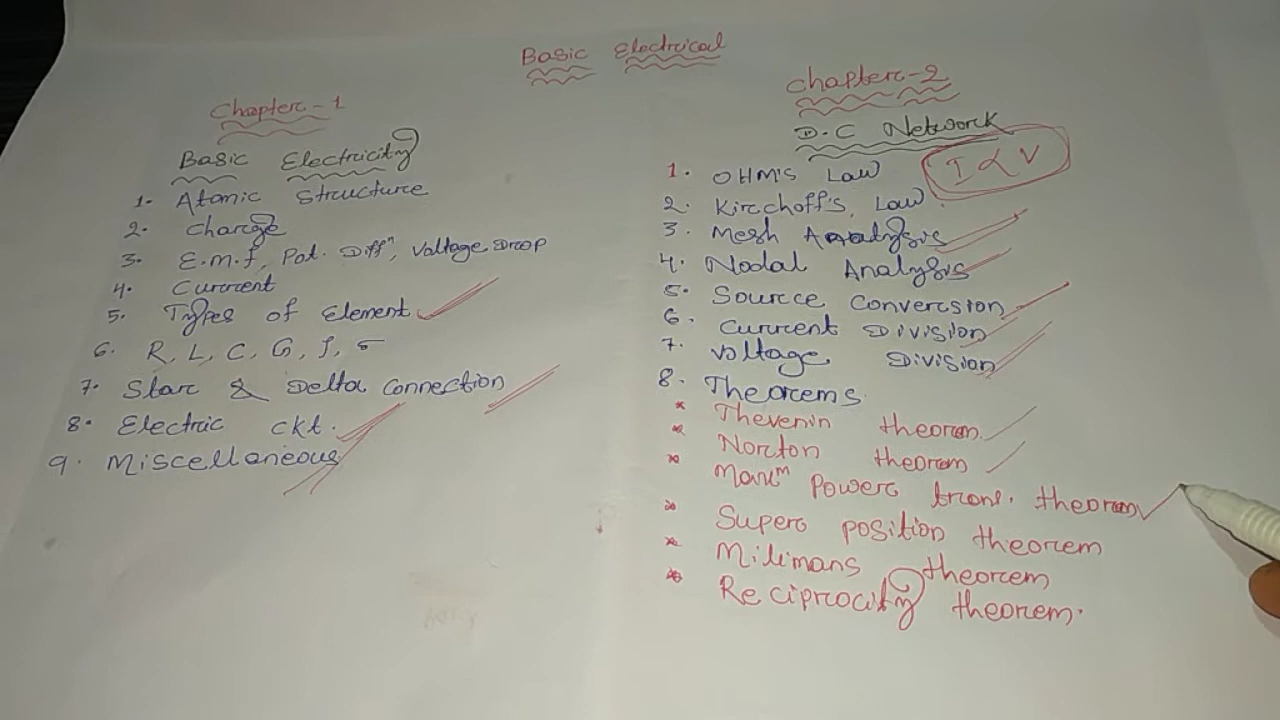 Basic Electrical
Chapter-1
Basic Electricity
1. Atomic Structure
2. Charge
3. E.m.f, Pot. Diffⁿ, Voltage Drop
4. Current
5. Types of Element
6. R, L, C, G, ρ, σ
7. Star & Delta Connection
8. Electric ckt.
9. Miscellaneous
Chapter-2
D.C Network
I ∝ V
1. OHM'S Law
2. Kircchoff's Law.
3. Mesh Analysis
4. Nodal Analysis
5. Source Conversion
6. Current Division
7. Voltage Division
8. Theorems
* Thevenin theorem
* Norton theorem
* Maxᵐ Power trans. theorem
* Super position theorem
* Milimans theorem
* Reciprocity theorem.